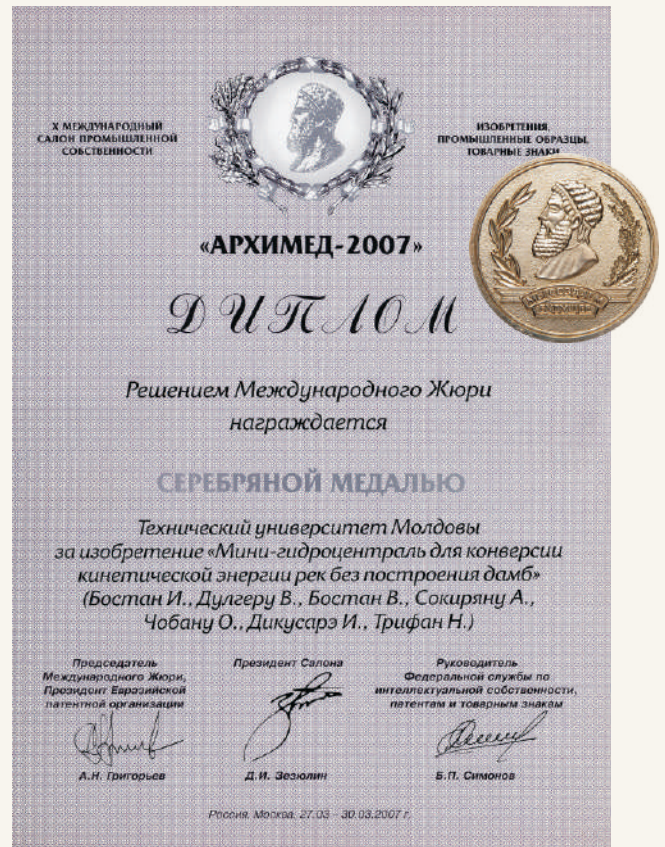 X МЕЖДУНАРОДНЫЙ
САЛОН ПРОМЫШЛЕННОЙ
СОБСТВЕННОСТИ
ИЗОБРЕТЕНИЯ,
ПРОМЫШЛЕННЫЕ ОБРАЗЦЫ,
ТОВАРНЫЕ ЗНАКИ
«АРХИМЕД-2007»
ДИПЛОМ
Решением Международного Жюри
награждается
СЕРЕБРЯНОЙ МЕДАЛЬЮ
Технический университет Молдовы
за изобретение «Мини-гидроцентраль для конверсии
кинетической энергии рек без построения дамб»
(Бостан И., Дулгеру В., Бостан В., Сокиряну А.,
Чобану О., Дикусарэ И., Трифан Н.)
Председатель
Международного Жюри,
Президент Евразийской
патентной организации
А.Н. Григорьев
Президент Салона
Д.И. Зезюлин
Руководитель
Федеральной службы по
интеллектуальной собственности,
патентам и товарным знакам
Б.П. Симонов
Россия, Москва, 27.03 – 30.03.2007 г.